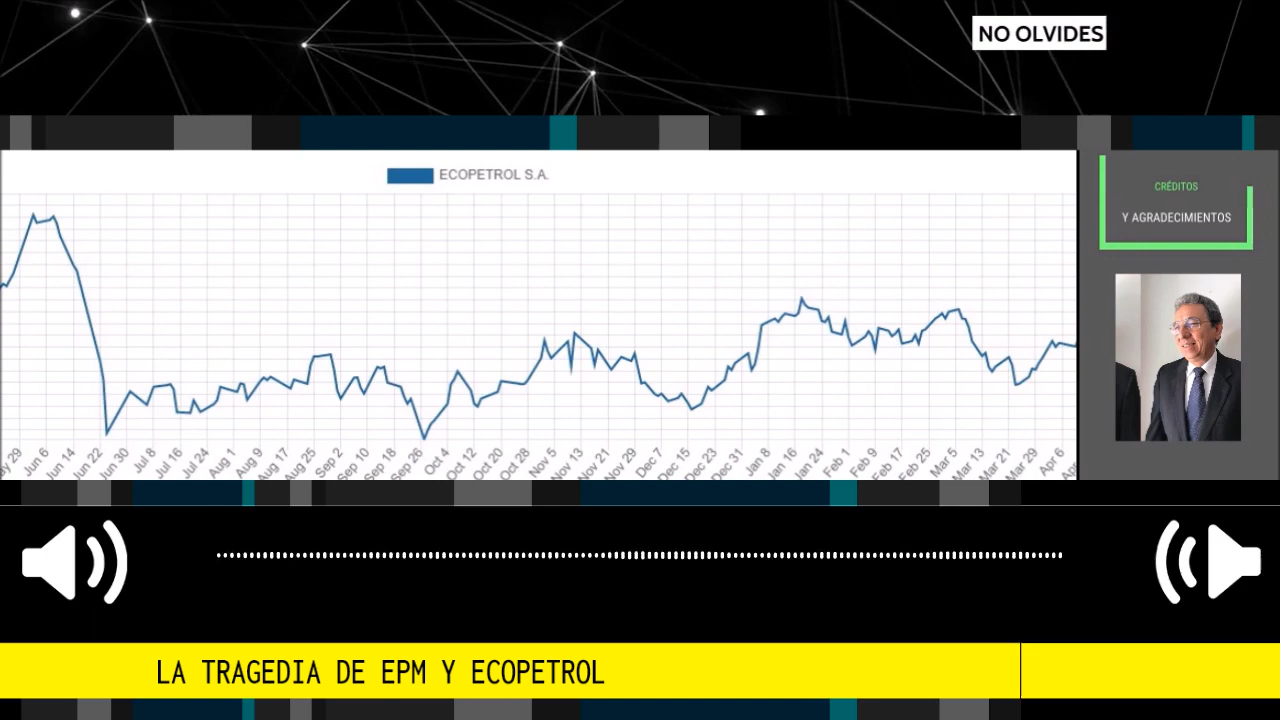 NO OLVIDES
ECOPETROL S.A.
CRÉDITOS
Y AGRADECIMIENTOS
29 Jun 6 Jun 14 Jun 22 Jun 30 Jul 8 Jul 16 Jul 24 Aug 1 Aug 9 Aug 17 Aug 25 Sep 2 Sep 10 Sep 18 Sep 26 Oct 4 Oct 12 Oct 20 Oct 28 Nov 5 Nov 13 Nov 21 Nov 29 Dec 7 Dec 15 Dec 23 Dec 31 Jan 8 Jan 16 Jan 24 Feb 1 Feb 9 Feb 17 Feb 25 Mar 5 Mar 13 Mar 21 Mar 29 Apr 6
LA TRAGEDIA DE EPM Y ECOPETROL